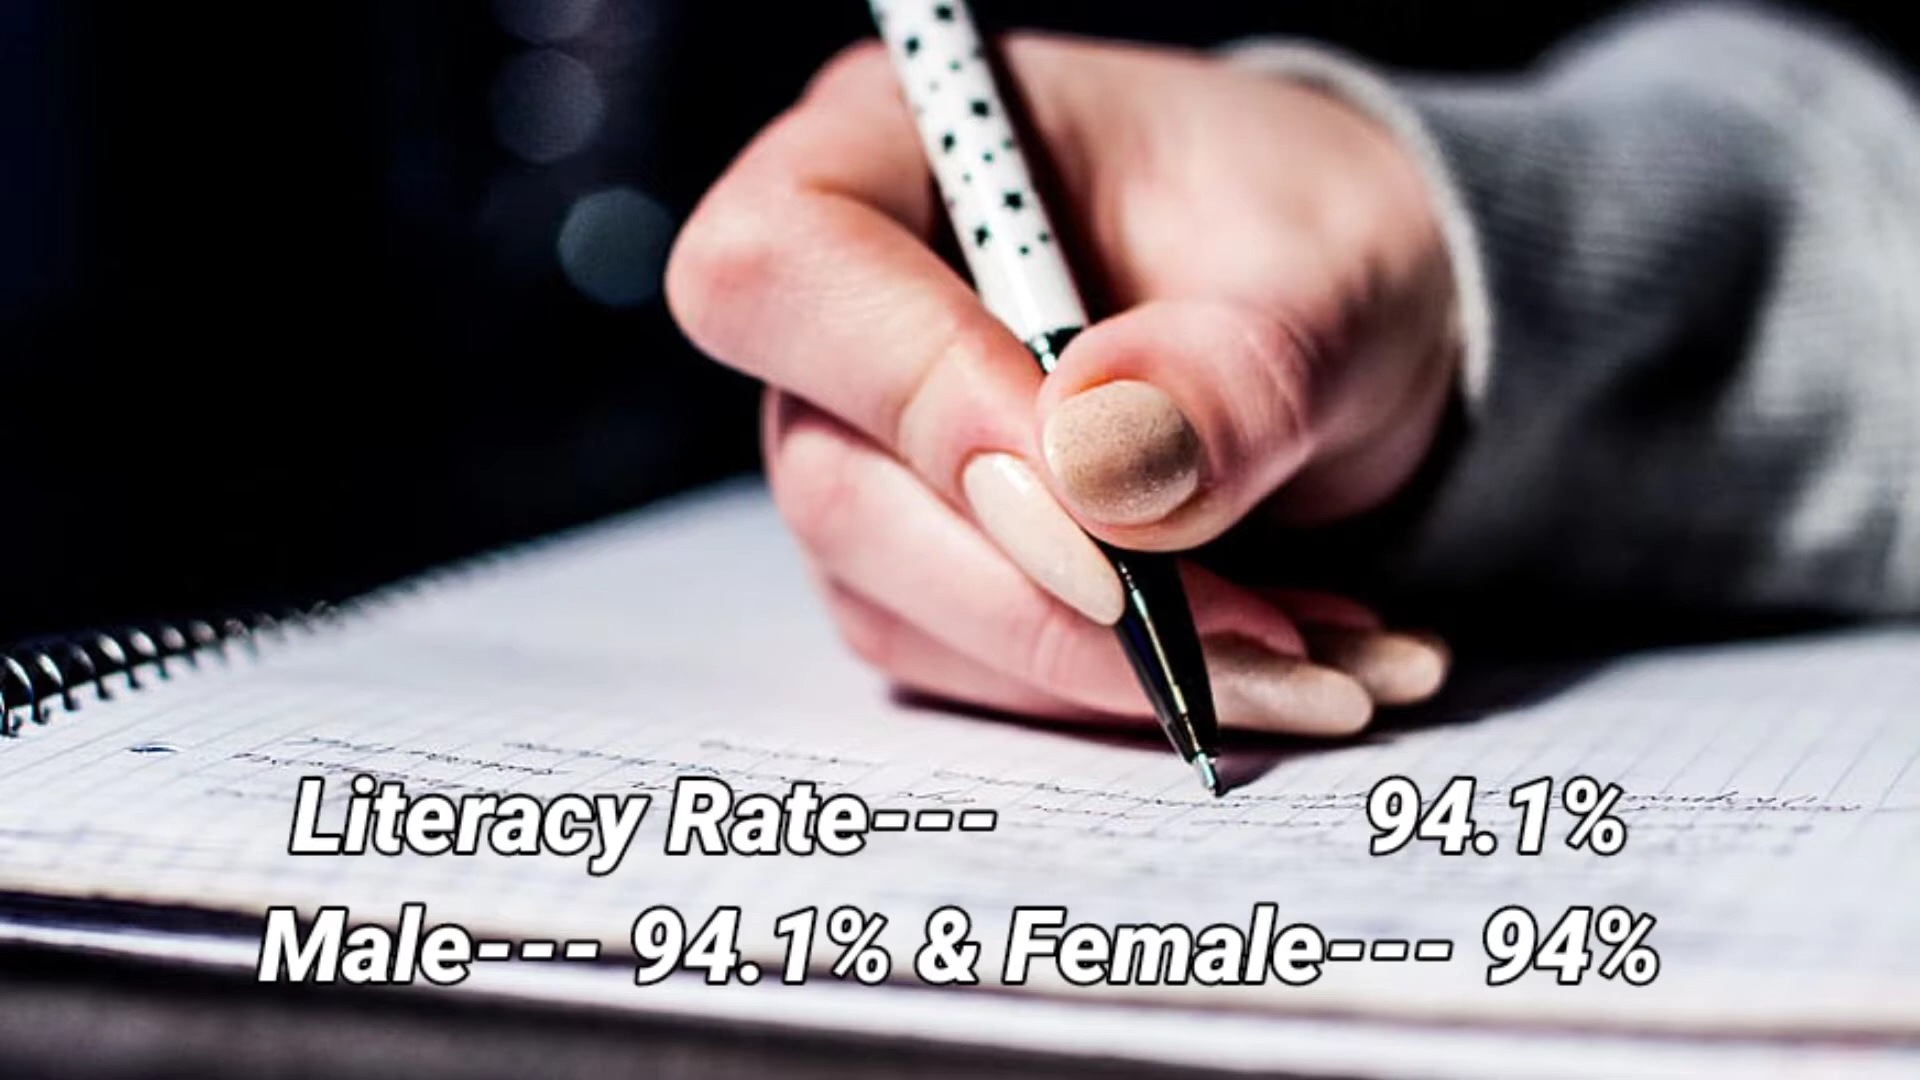 Literacy Rate--- 94.1%
Male--- 94.1% & Female--- 94%